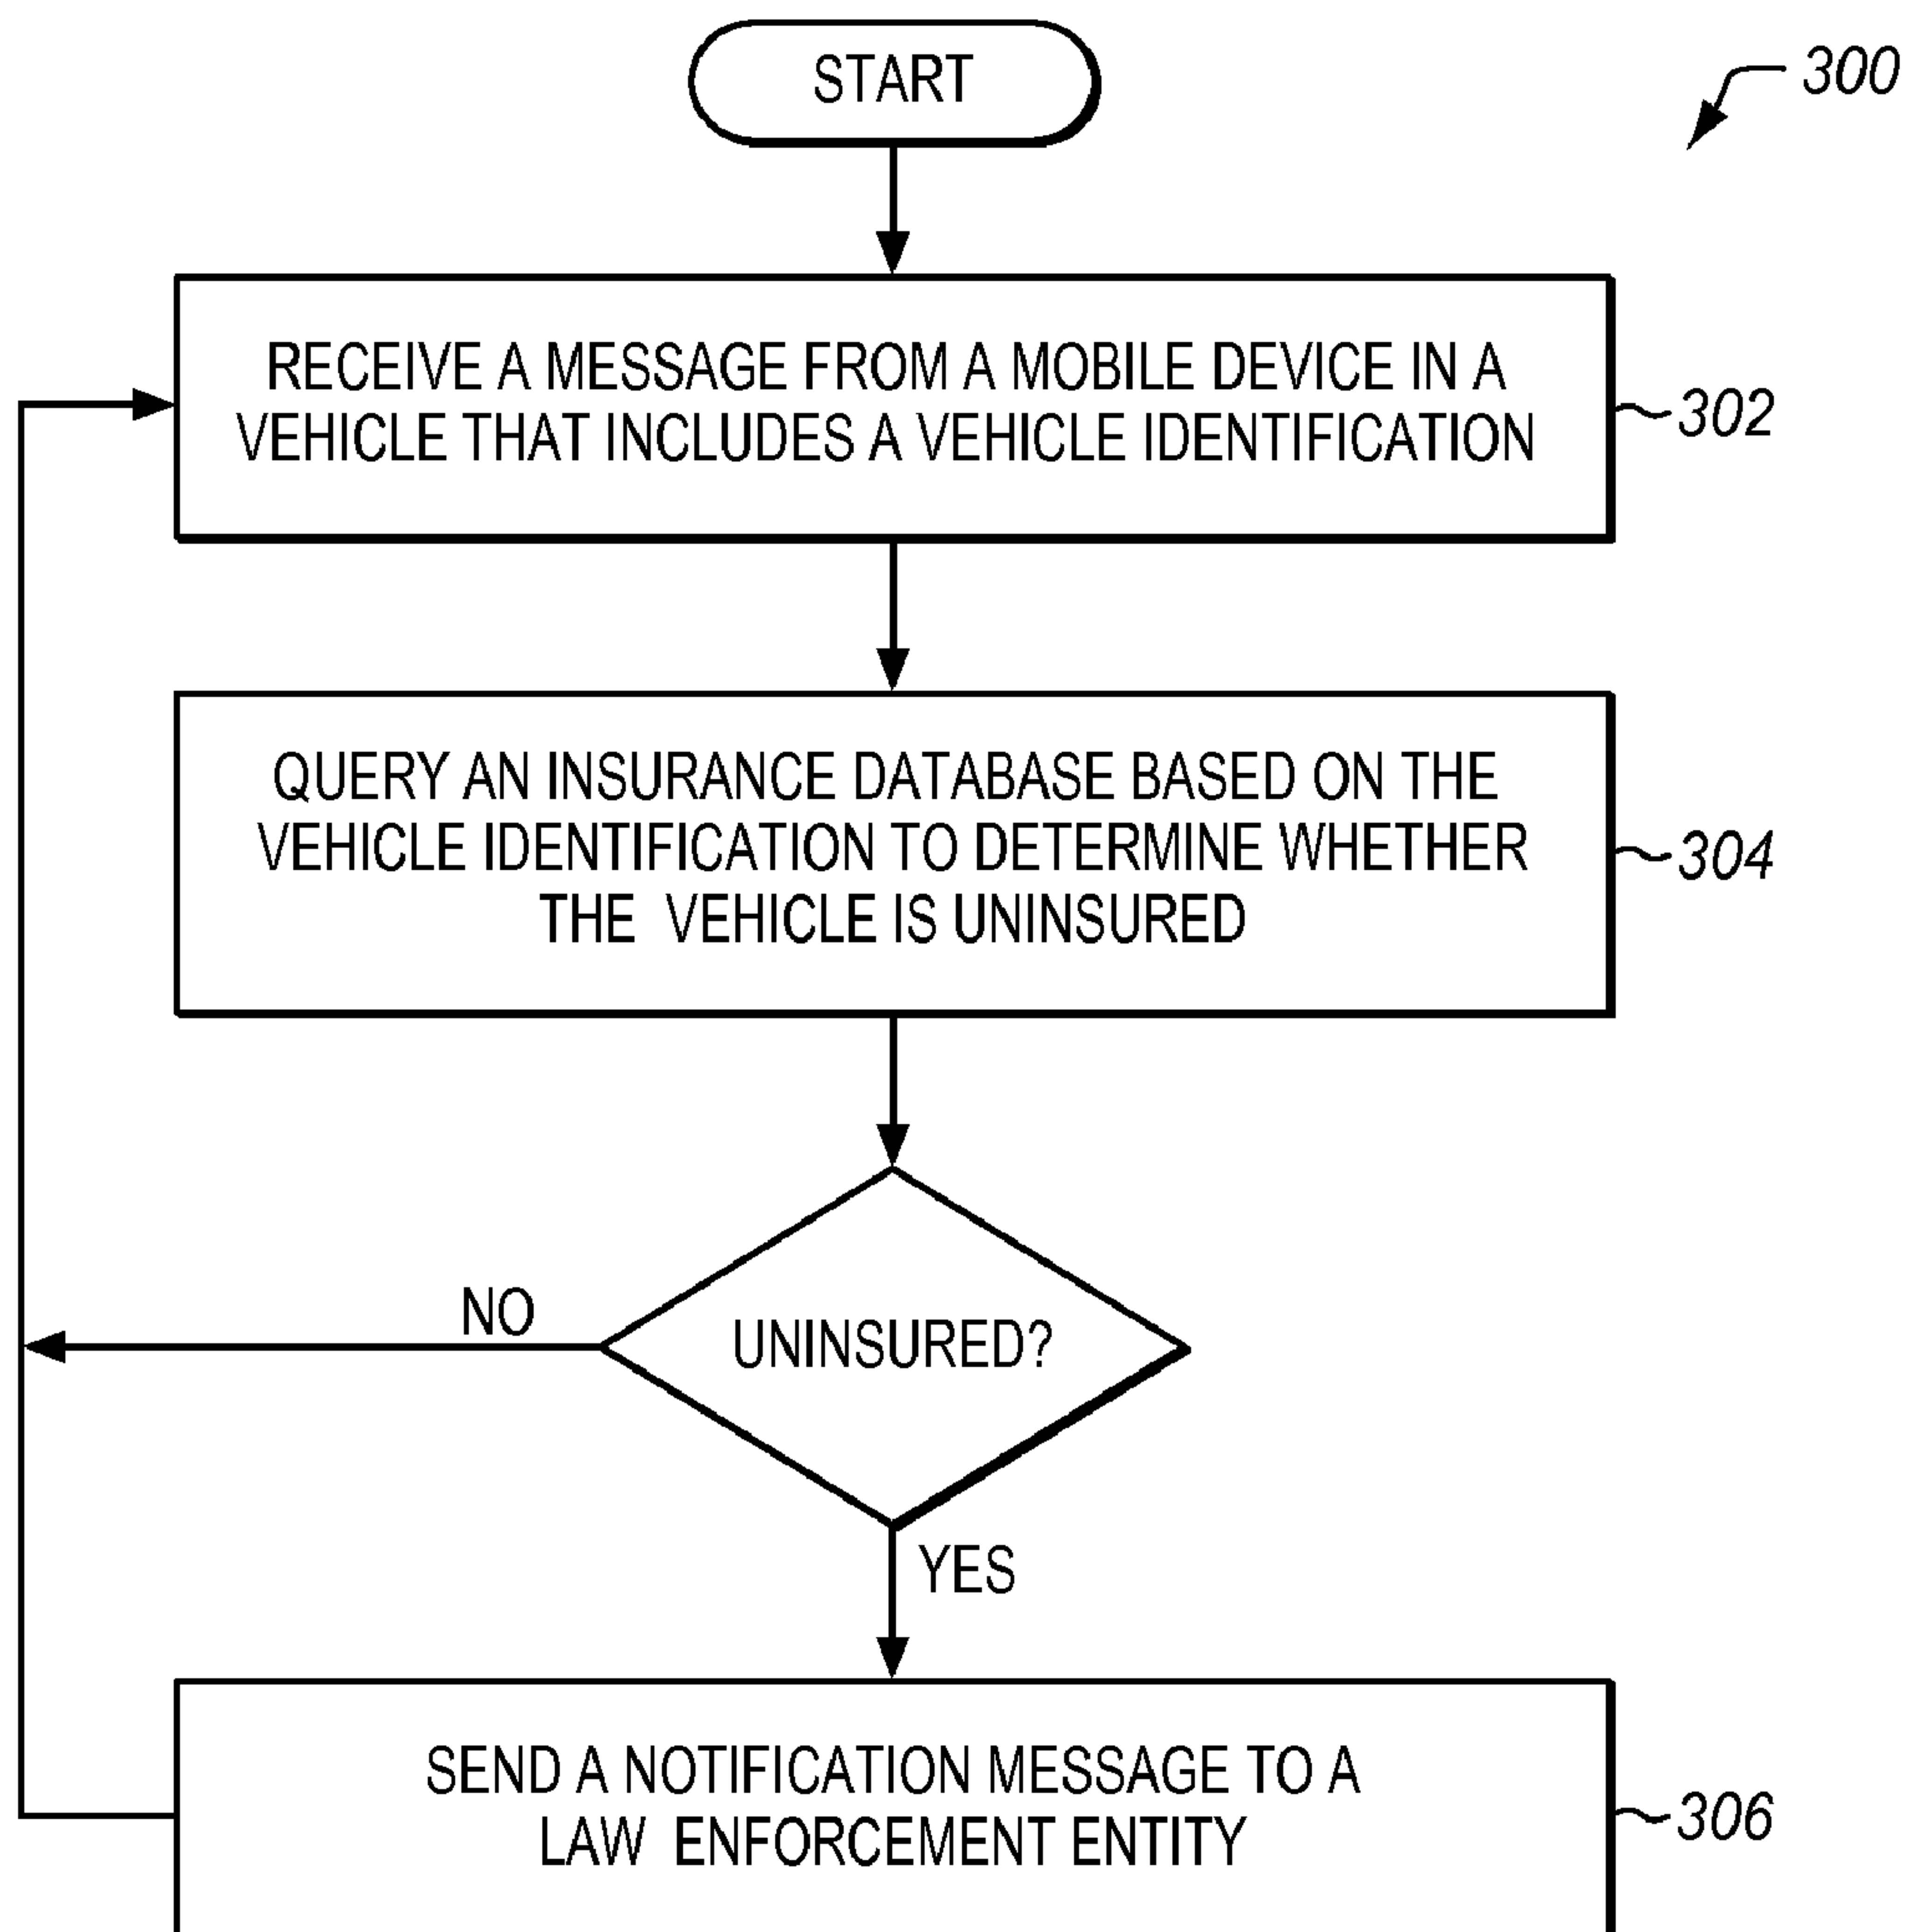 START
300
RECEIVE A MESSAGE FROM A MOBILE DEVICE IN A
VEHICLE THAT INCLUDES A VEHICLE IDENTIFICATION
302
QUERY AN INSURANCE DATABASE BASED ON THE
VEHICLE IDENTIFICATION TO DETERMINE WHETHER
THE VEHICLE IS UNINSURED
304
NO
UNINSURED?
YES
SEND A NOTIFICATION MESSAGE TO A
LAW ENFORCEMENT ENTITY
306